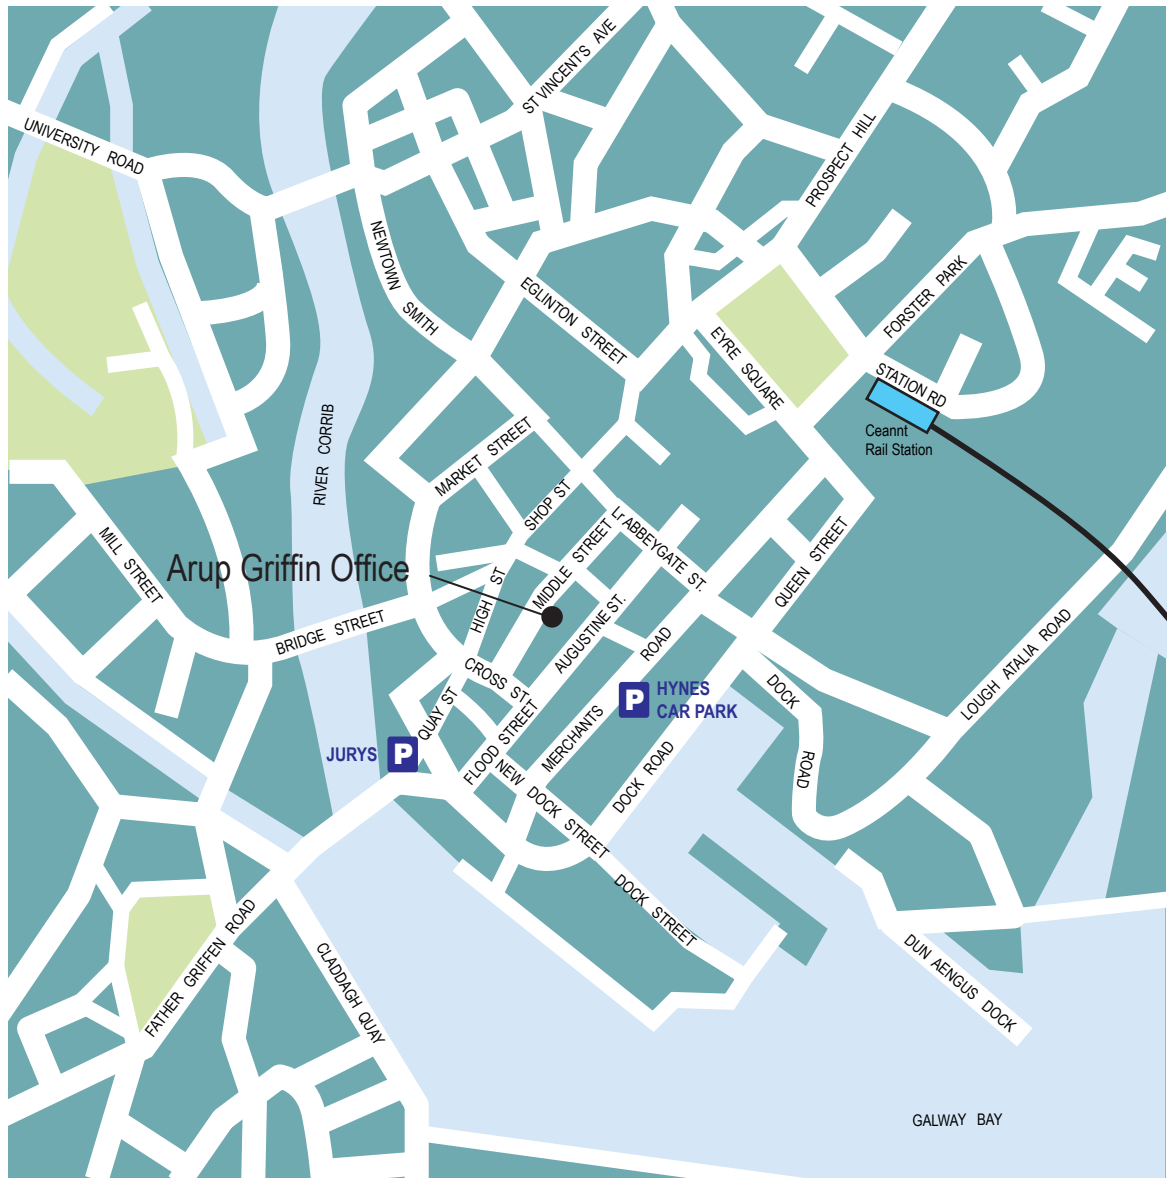 ST VINCENT'S AVE
UNIVERSITY ROAD
PROSPECT HILL
NEWTOWN SMITH
EGLINTON STREET
FORSTER PARK
EYRE SQUARE
STATION RD
Ceannt
Rail Station
RIVER CORRIB
MARKET STREET
SHOP ST
Lr ABBEYGATE ST.
MIDDLE STREET
QUEEN STREET
MILL STREET
Arup Griffin Office
HIGH ST
BRIDGE STREET
AUGUSTINE ST.
CROSS ST.
MERCHANTS ROAD
LOUGH ATALIA ROAD
HYNES
CAR PARK
P
DOCK ROAD
QUAY ST
JURYS
P
FLOOD STREET
NEW DOCK STREET
DOCK ROAD
DOCK STREET
FATHER GRIFFEN ROAD
CLADDAGH QUAY
DUN AENGUS DOCK
GALWAY BAY